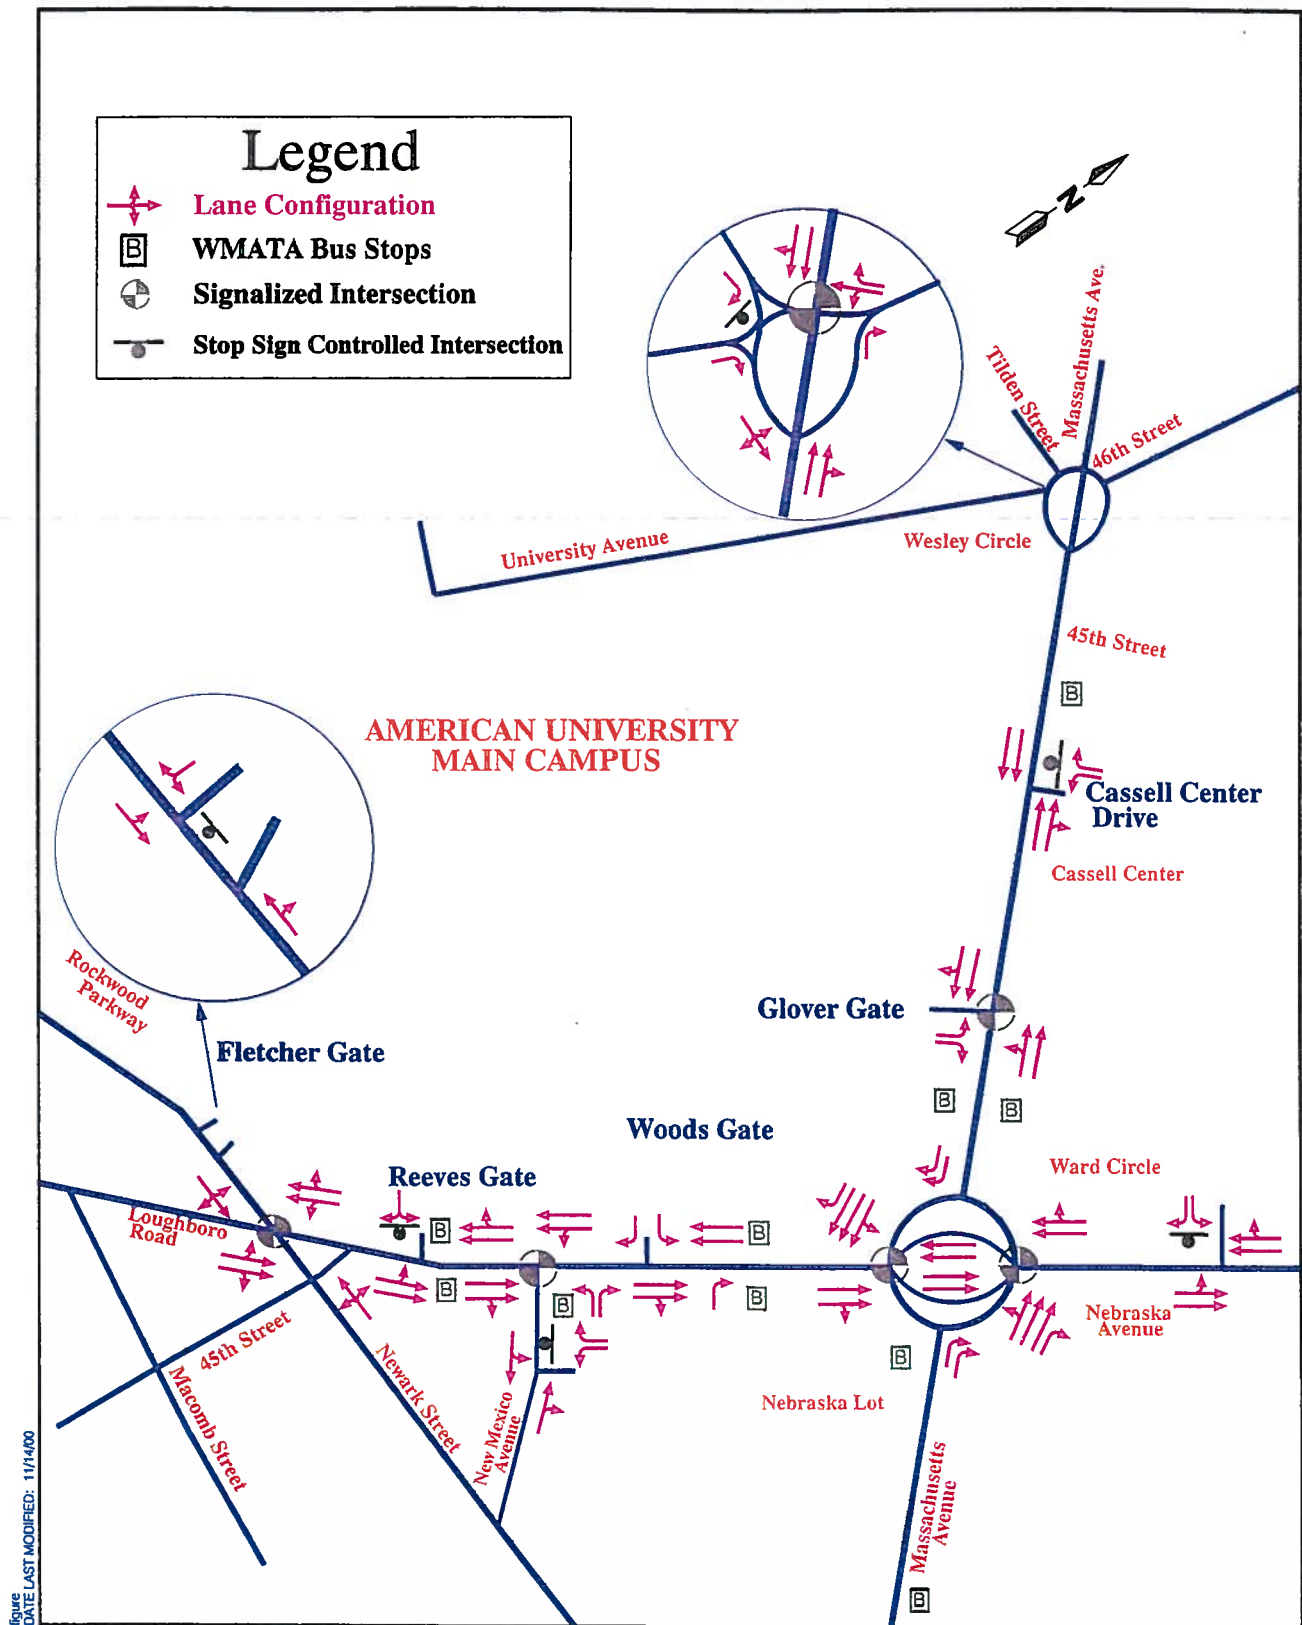 Legend
Lane Configuration
B
WMATA Bus Stops
Signalized Intersection
Stop Sign Controlled Intersection
N
Tilden Street
Massachusetts Ave.
46th Street
University Avenue
Wesley Circle
45th Street
B
AMERICAN UNIVERSITY
MAIN CAMPUS
Cassell Center
Drive
Cassell Center
Rockwood
Parkway
Glover Gate
Fletcher Gate
B
B
Woods Gate
Ward Circle
Reeves Gate
Loughboro
Road
B
B
B
B
B
Nebraska
Avenue
45th Street
Macomb Street
Newark Street
New Mexico
Avenue
B
Nebraska Lot
Massachusetts
Avenue
B
figure
DATE LAST MODIFIED: 11/14/00